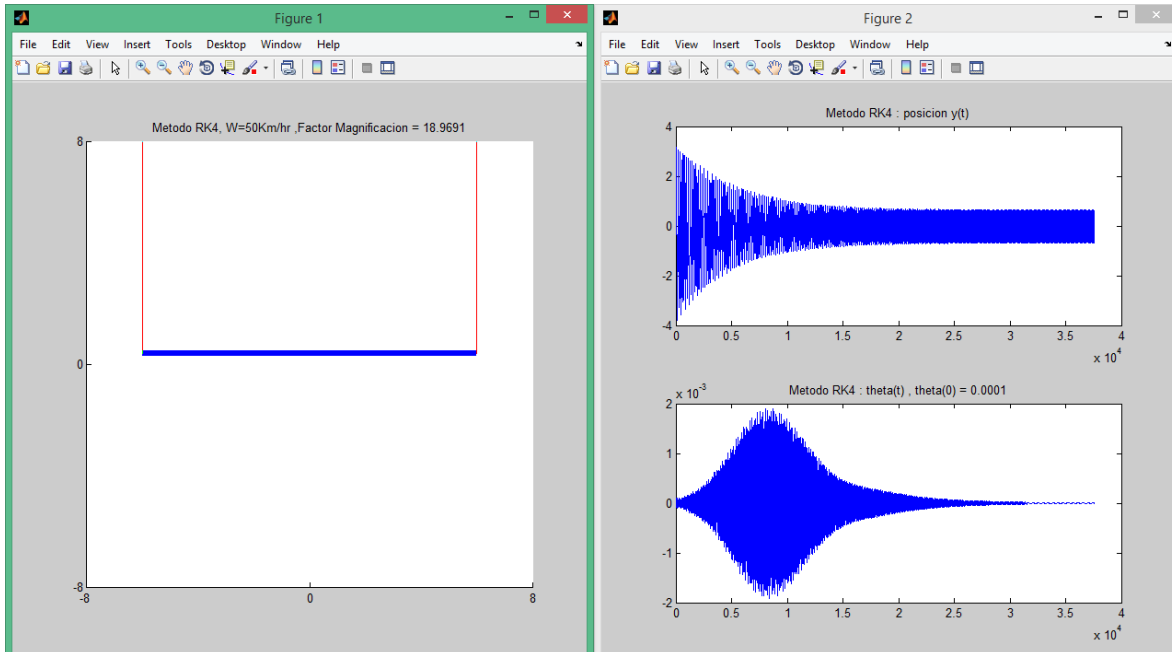 Figure 1
File Edit View Insert Tools Desktop Window Help
Metodo RK4, W=50Km/hr ,Factor Magnificacion = 18.9691
8
0
-8
-8 0 8
Figure 2
File Edit View Insert Tools Desktop Window Help
Metodo RK4 : posicion y(t)
4
2
0
-2
-4
0 0.5 1 1.5 2 2.5 3 3.5 4
x 10^4
x 10^-3
Metodo RK4 : theta(t) , theta(0) = 0.0001
2
1
0
-1
-2
0 0.5 1 1.5 2 2.5 3 3.5 4
x 10^4